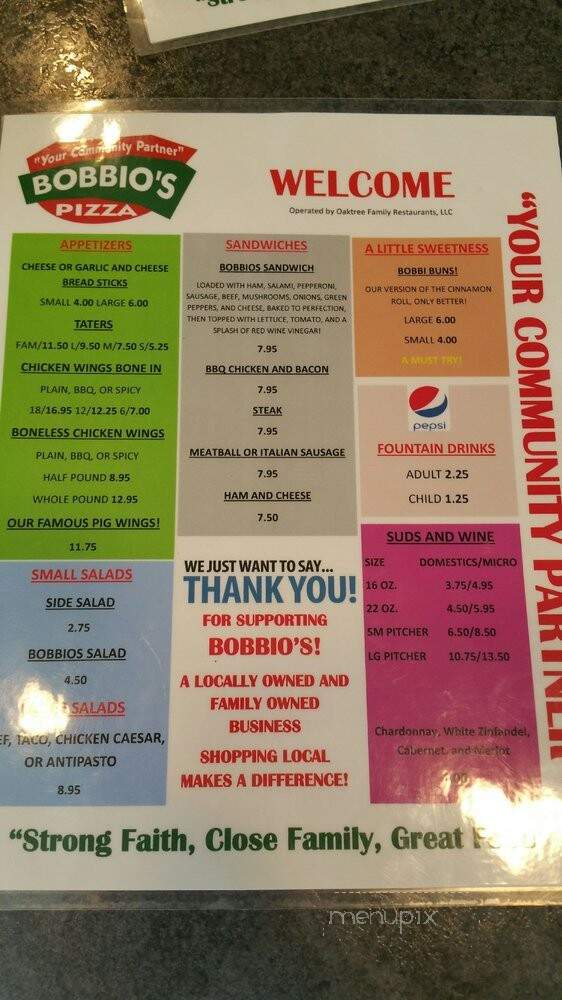 "Your Community Partner"
BOBBIO'S
PIZZA
WELCOME
Operated by Oaktree Family Restaurants, LLC
APPETIZERS
CHEESE OR GARLIC AND CHEESE
BREAD STICKS
SMALL 4.00 LARGE 6.00
TATERS
FAM/11.50 L/9.50 M/7.50 S/5.25
CHICKEN WINGS BONE IN
PLAIN, BBQ, OR SPICY
18/16.95 12/12.25 6/7.00
BONELESS CHICKEN WINGS
PLAIN, BBQ, OR SPICY
HALF POUND 8.95
WHOLE POUND 12.95
OUR FAMOUS PIG WINGS!
11.75
SMALL SALADS
SIDE SALAD
2.75
BOBBIOS SALAD
4.50
SALADS
TACO, CHICKEN CAESAR,
OR ANTIPASTO
8.95
SANDWICHES
BOBBIOS SANDWICH
LOADED WITH HAM, SALAMI, PEPPERONI,
SAUSAGE, BEEF, MUSHROOMS, ONIONS, GREEN
PEPPERS, AND CHEESE, BAKED TO PERFECTION,
THEN TOPPED WITH LETTUCE, TOMATO, AND A
SPLASH OF RED WINE VINEGAR!
7.95
BBQ CHICKEN AND BACON
7.95
STEAK
7.95
MEATBALL OR ITALIAN SAUSAGE
7.95
HAM AND CHEESE
7.50
WE JUST WANT TO SAY...
THANK YOU!
FOR SUPPORTING
BOBBIO'S!
A LOCALLY OWNED AND
FAMILY OWNED
BUSINESS
SHOPPING LOCAL
MAKES A DIFFERENCE!
A LITTLE SWEETNESS
BOBBI BUNS!
OUR VERSION OF THE CINNAMON
ROLL, ONLY BETTER!
LARGE 6.00
SMALL 4.00
A MUST TRY!
pepsi
FOUNTAIN DRINKS
ADULT 2.25
CHILD 1.25
SUDS AND WINE
SIZE DOMESTICS/MICRO
16 OZ. 3.75/4.95
22 OZ. 4.50/5.95
SM PITCHER 6.50/8.50
LG PITCHER 10.75/13.50
Chardonnay, White Zinfandel,
Cabernet, and Merlot
"YOUR COMMUNITY PARTNER
"Strong Faith, Close Family, Great
menupix